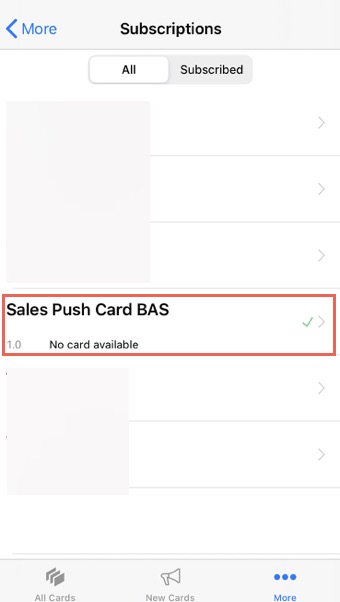 More
Subscriptions
All
Subscribed
Sales Push Card BAS
1.0
No card available
All Cards
New Cards
More